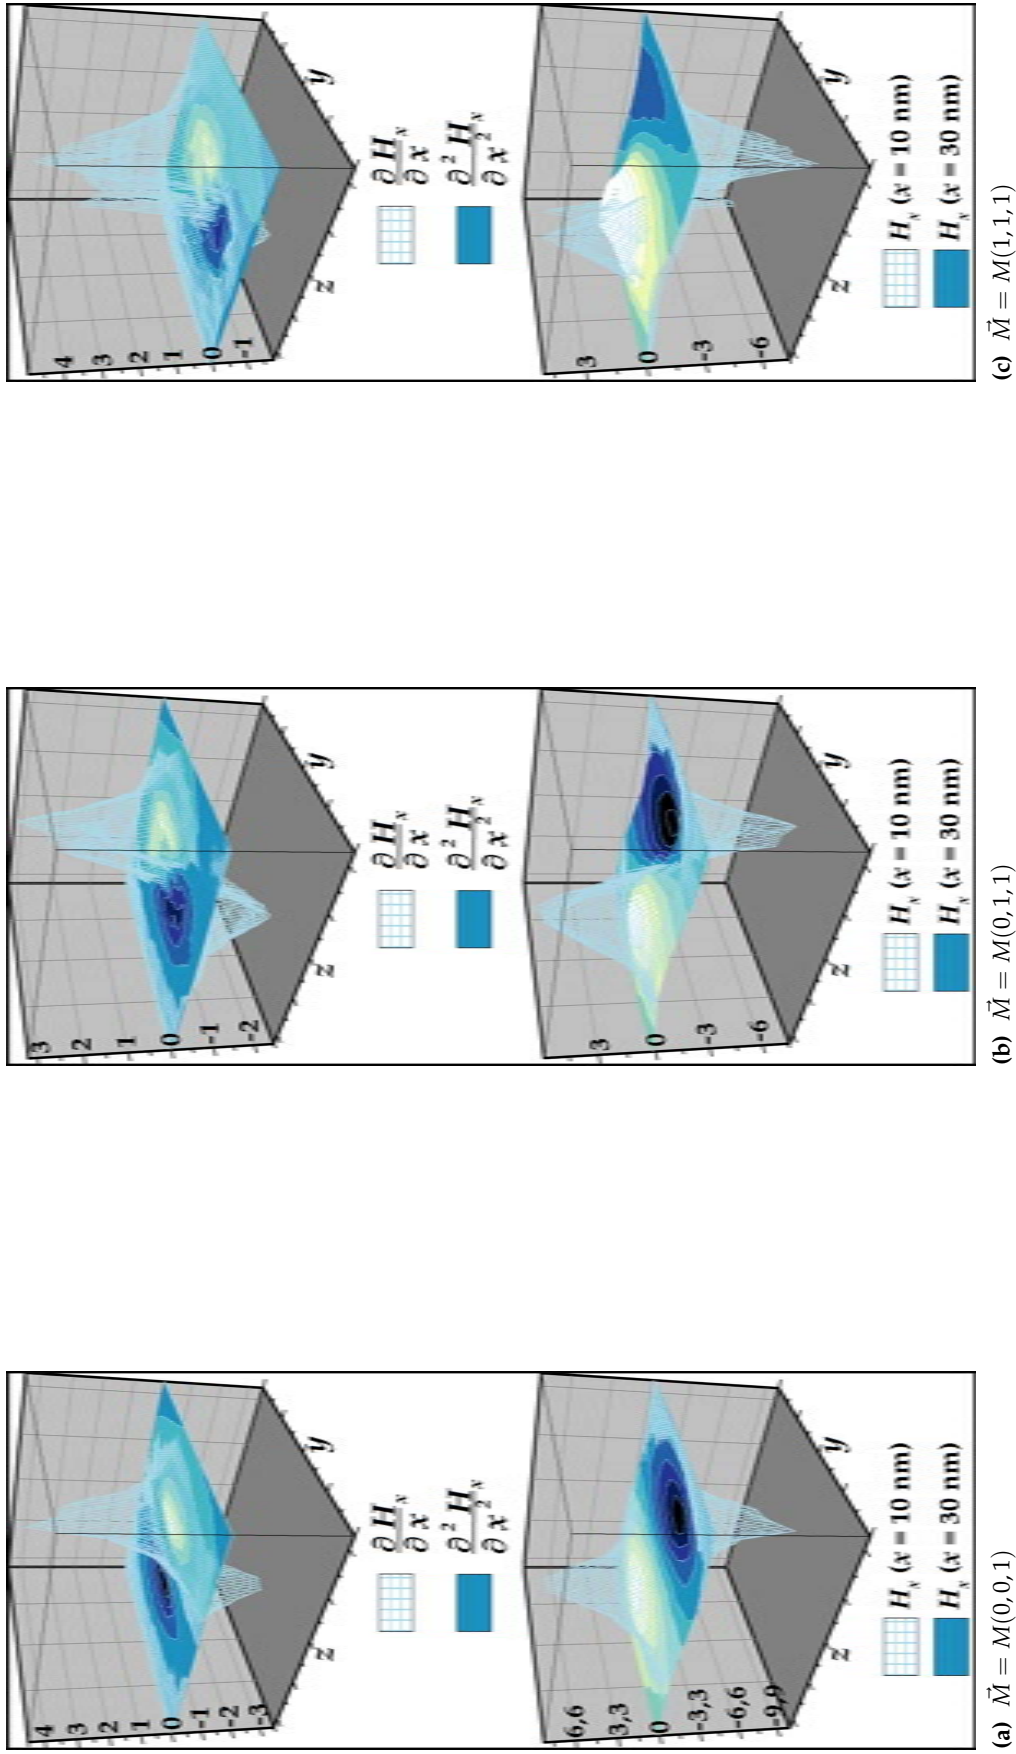 4
3
2
1
0
-1
-2
-3
z
y
∂H_x/∂x
∂²H_x/∂x²
6,6
3,3
0
-3,3
-6,6
-9,9
z
y
H_x (x = 10 nm)
H_x (x = 30 nm)
(a) M⃗ = M(0,0,1)
3
2
1
0
-1
-2
z
y
∂H_x/∂x
∂²H_x/∂x²
3
0
-3
-6
z
y
H_x (x = 10 nm)
H_x (x = 30 nm)
(b) M⃗ = M(0,1,1)
4
3
2
1
0
-1
z
y
∂H_x/∂x
∂²H_x/∂x²
3
0
-3
-6
z
y
H_x (x = 10 nm)
H_x (x = 30 nm)
(c) M⃗ = M(1,1,1)